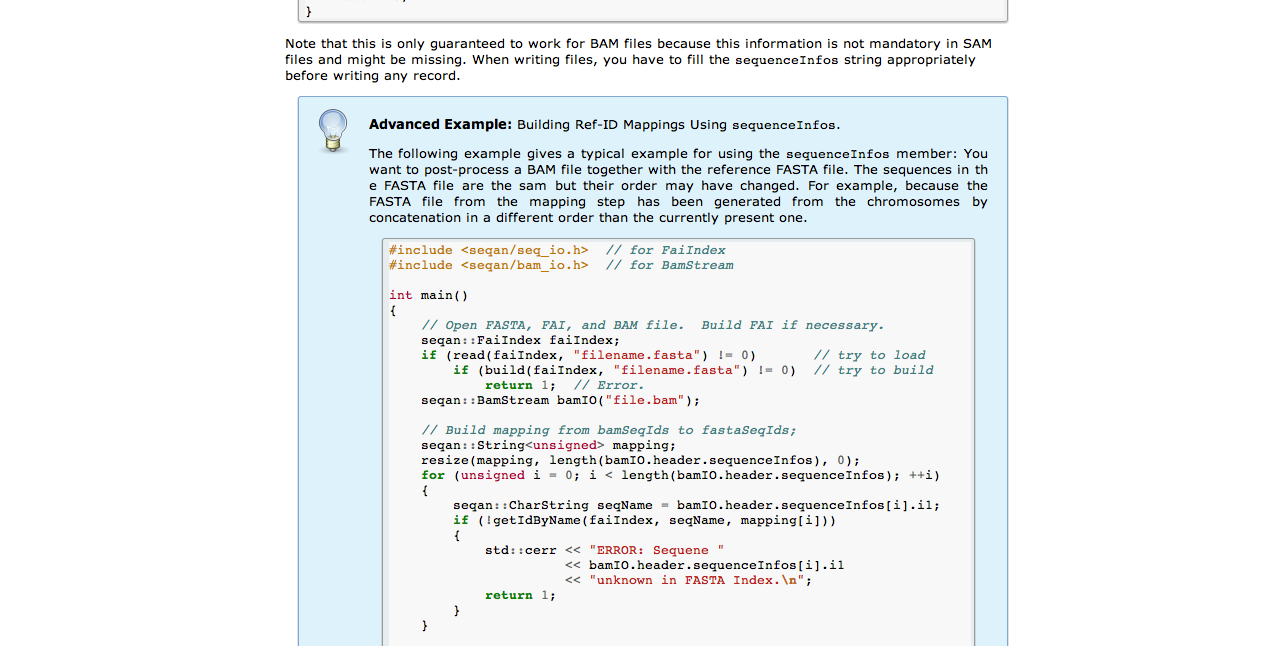 }
Note that this is only guaranteed to work for BAM files because this information is not mandatory in SAM
files and might be missing. When writing files, you have to fill the sequenceInfos string appropriately
before writing any record.
Advanced Example: Building Ref-ID Mappings Using sequenceInfos.
The following example gives a typical example for using the sequenceInfos member: You
want to post-process a BAM file together with the reference FASTA file. The sequences in th
e FASTA file are the sam but their order may have changed. For example, because the
FASTA file from the mapping step has been generated from the chromosomes by
concatenation in a different order than the currently present one.
#include <seqan/seq_io.h>  // for FaiIndex
#include <seqan/bam_io.h>  // for BamStream
int main()
{
    // Open FASTA, FAI, and BAM file.  Build FAI if necessary.
    seqan::FaiIndex faiIndex;
    if (read(faiIndex, "filename.fasta") != 0)       // try to load
        if (build(faiIndex, "filename.fasta") != 0)  // try to build
            return 1;  // Error.
    seqan::BamStream bamIO("file.bam");
    // Build mapping from bamSeqIds to fastaSeqIds;
    seqan::String<unsigned> mapping;
    resize(mapping, length(bamIO.header.sequenceInfos), 0);
    for (unsigned i = 0; i < length(bamIO.header.sequenceInfos); ++i)
    {
        seqan::CharString seqName = bamIO.header.sequenceInfos[i].i1;
        if (!getIdByName(faiIndex, seqName, mapping[i]))
        {
            std::cerr << "ERROR: Sequene "
                      << bamIO.header.sequenceInfos[i].i1
                      << "unknown in FASTA Index.\n";
            return 1;
        }
    }